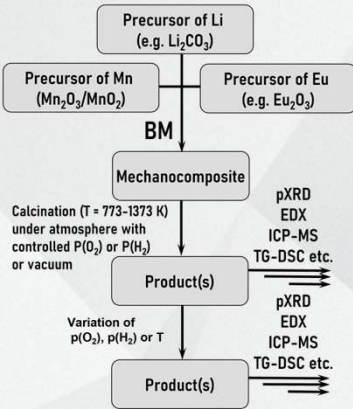 Precursor of Li
(e.g. Li₂CO₃)
Precursor of Mn
(Mn₂O₃/MnO₂)
Precursor of Eu
(e.g. Eu₂O₃)
BM
Mechanocomposite
Calcination (T = 773-1373 K)
under atmosphere with
controlled P(O₂) or P(H₂)
or vacuum
pXRD
EDX
ICP-MS
TG-DSC etc.
Product(s)
Variation of
p(O₂), p(H₂) or T
pXRD
EDX
ICP-MS
TG-DSC etc.
Product(s)